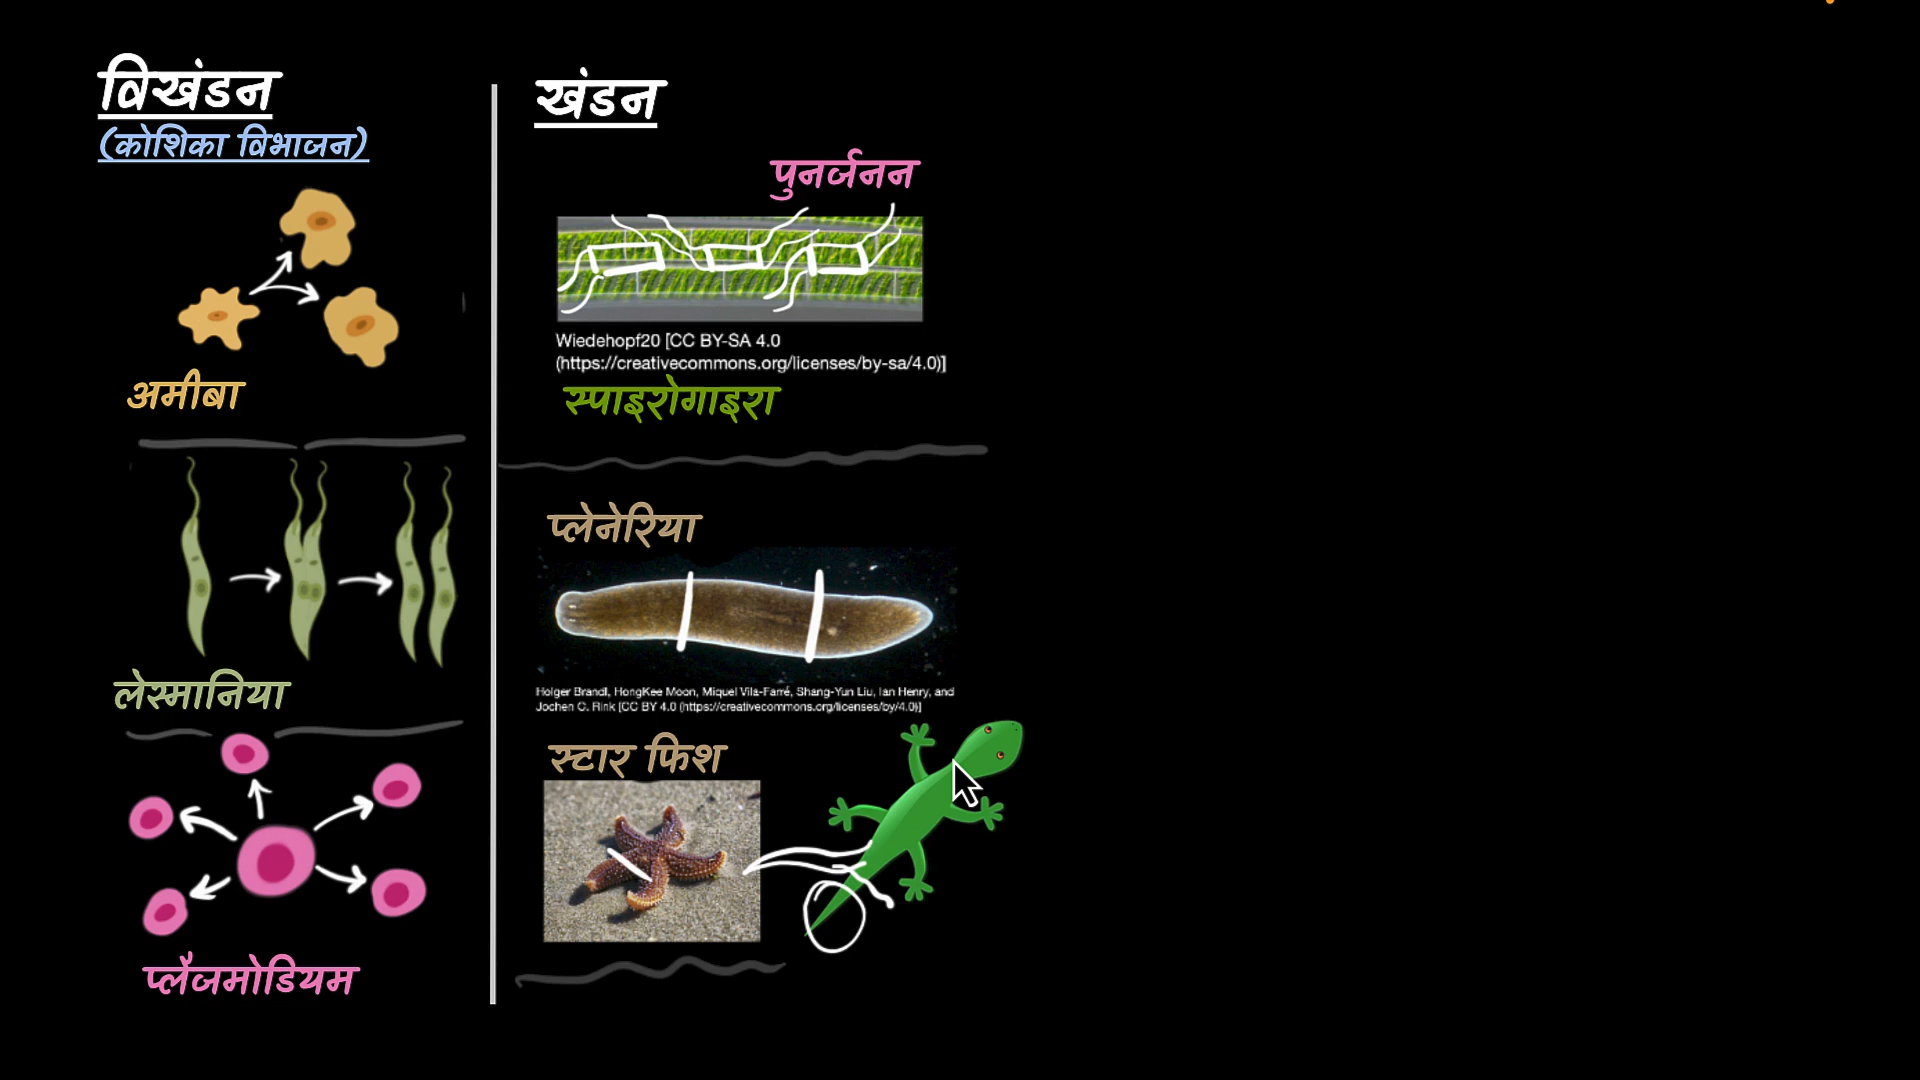 विखंडन
(कोशिका विभाजन)
अमीबा
लेस्मानिया
प्लैजमोडियम
खंडन
पुनर्जनन
Wiedehopf20 [CC BY-SA 4.0
(https://creativecommons.org/licenses/by-sa/4.0)]
स्पाइरोगाइरा
प्लेनेरिया
Holger Brandl, HongKee Moon, Miquel Vila-Farré, Shang-Yun Liu, Ian Henry, and
Jochen C. Rink [CC BY 4.0 (https://creativecommons.org/licenses/by/4.0)]
स्टार फिश